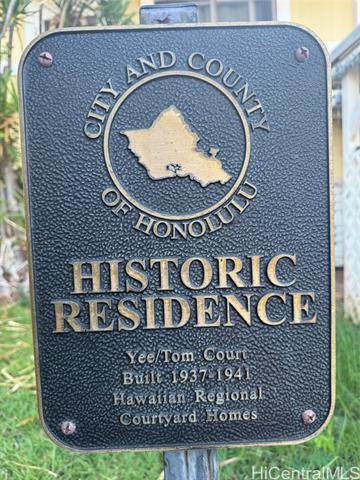 CITY AND COUNTY
OF HONOLULU
HISTORIC
RESIDENCE
Yee/Tom Court
Built 1937-1941
Hawaiian Regional
Courtyard Homes
HiCentralMLS